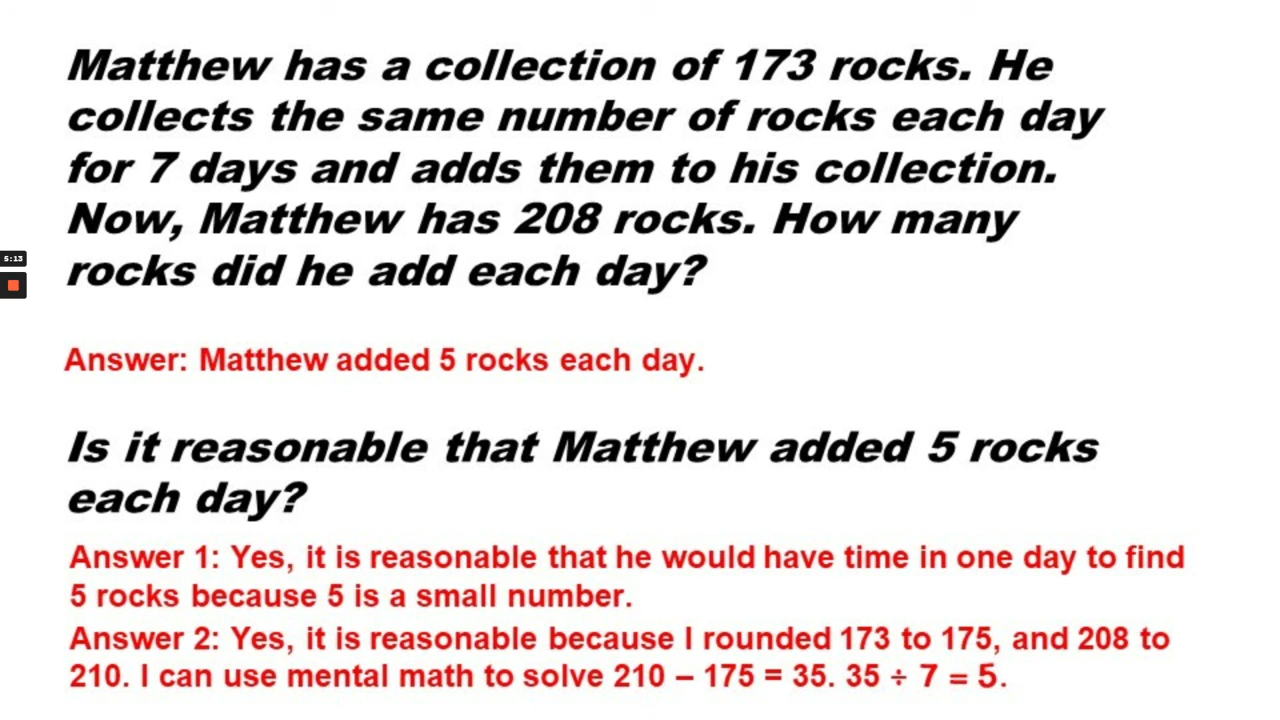 Matthew has a collection of 173 rocks. He
collects the same number of rocks each day
for 7 days and adds them to his collection.
Now, Matthew has 208 rocks. How many
rocks did he add each day?
5:13
Answer: Matthew added 5 rocks each day.
Is it reasonable that Matthew added 5 rocks
each day?
Answer 1: Yes, it is reasonable that he would have time in one day to find
5 rocks because 5 is a small number.
Answer 2: Yes, it is reasonable because I rounded 173 to 175, and 208 to
210. I can use mental math to solve 210 – 175 = 35. 35 ÷ 7 = 5.